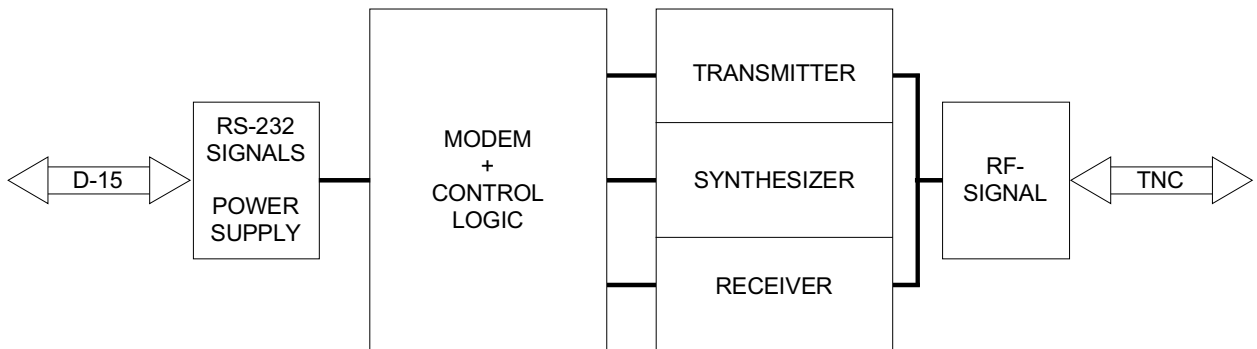 D-15
RS-232
SIGNALS
POWER
SUPPLY
MODEM
+
CONTROL
LOGIC
TRANSMITTER
SYNTHESIZER
RECEIVER
RF-
SIGNAL
TNC